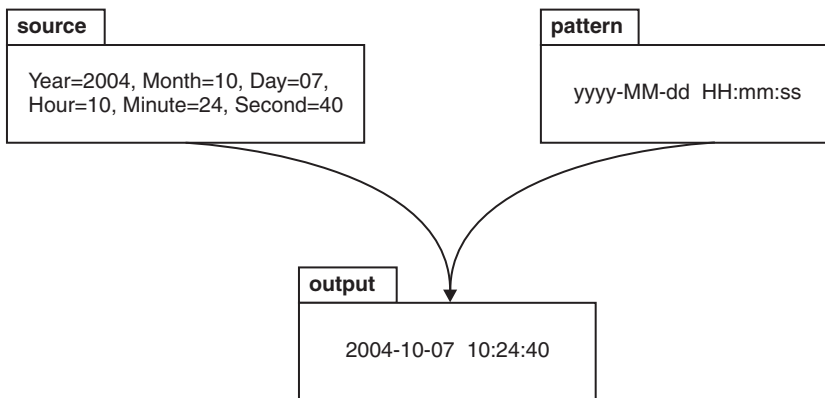 source
Year=2004, Month=10, Day=07,
Hour=10, Minute=24, Second=40
pattern
yyyy-MM-dd HH:mm:ss
output
2004-10-07 10:24:40